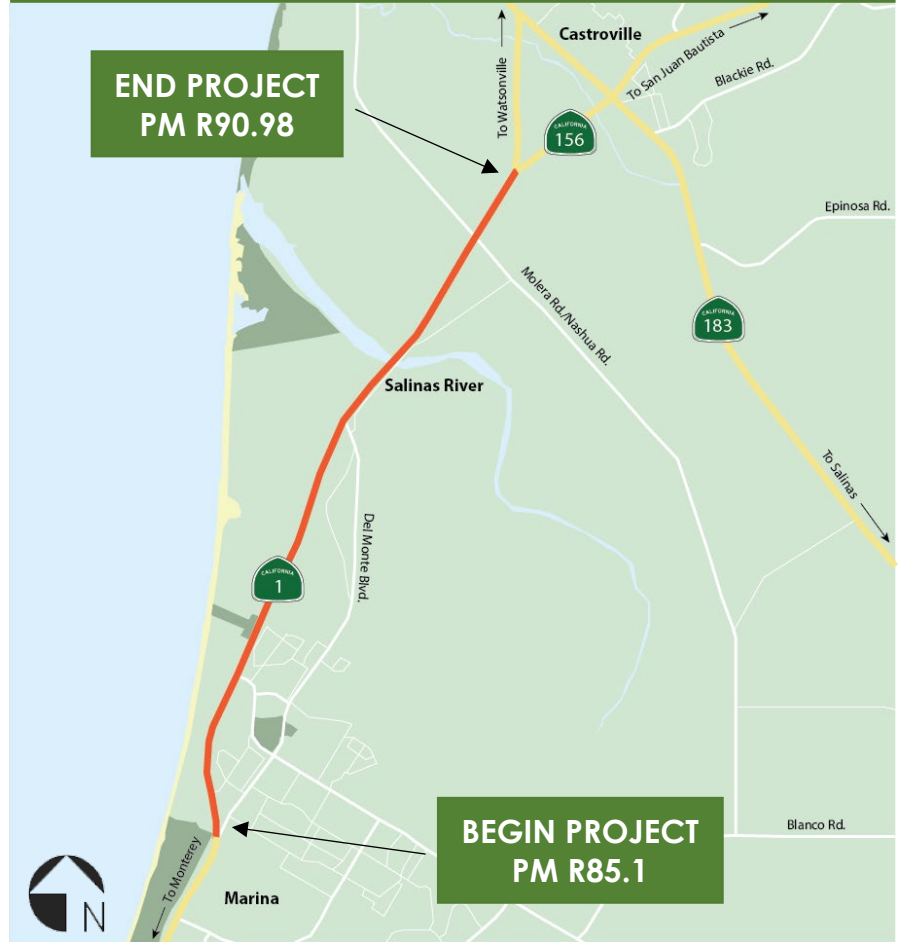 Castroville
To San Juan Bautista
Blackie Rd.
To Watsonville
END PROJECT
PM R90.98
CALIFORNIA
156
Epinosa Rd.
Molera Rd./Nashua Rd.
CALIFORNIA
183
Salinas River
To Salinas
Del Monte Blvd.
CALIFORNIA
1
BEGIN PROJECT
PM R85.1
Blanco Rd.
To Monterey
Marina
N